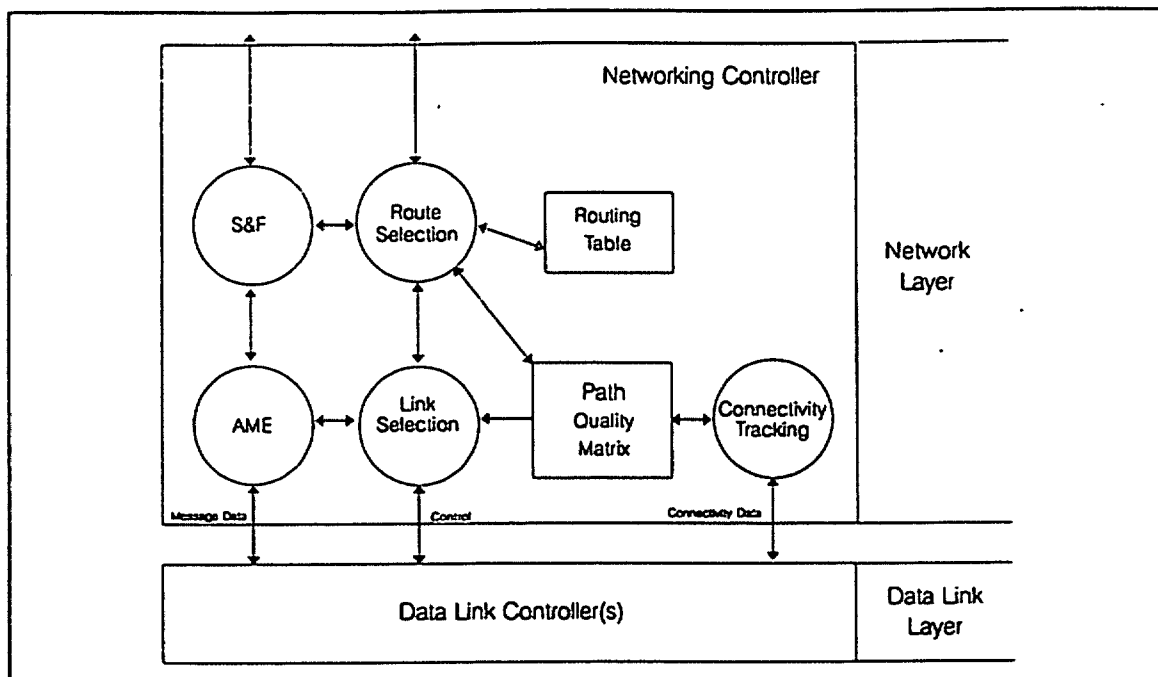 Networking Controller
S&F
Route
Selection
Routing
Table
Network
Layer
AME
Link
Selection
Path
Quality
Matrix
Connectivity
Tracking
Message Data
Control
Connectivity Data
Data Link Controller(s)
Data Link
Layer